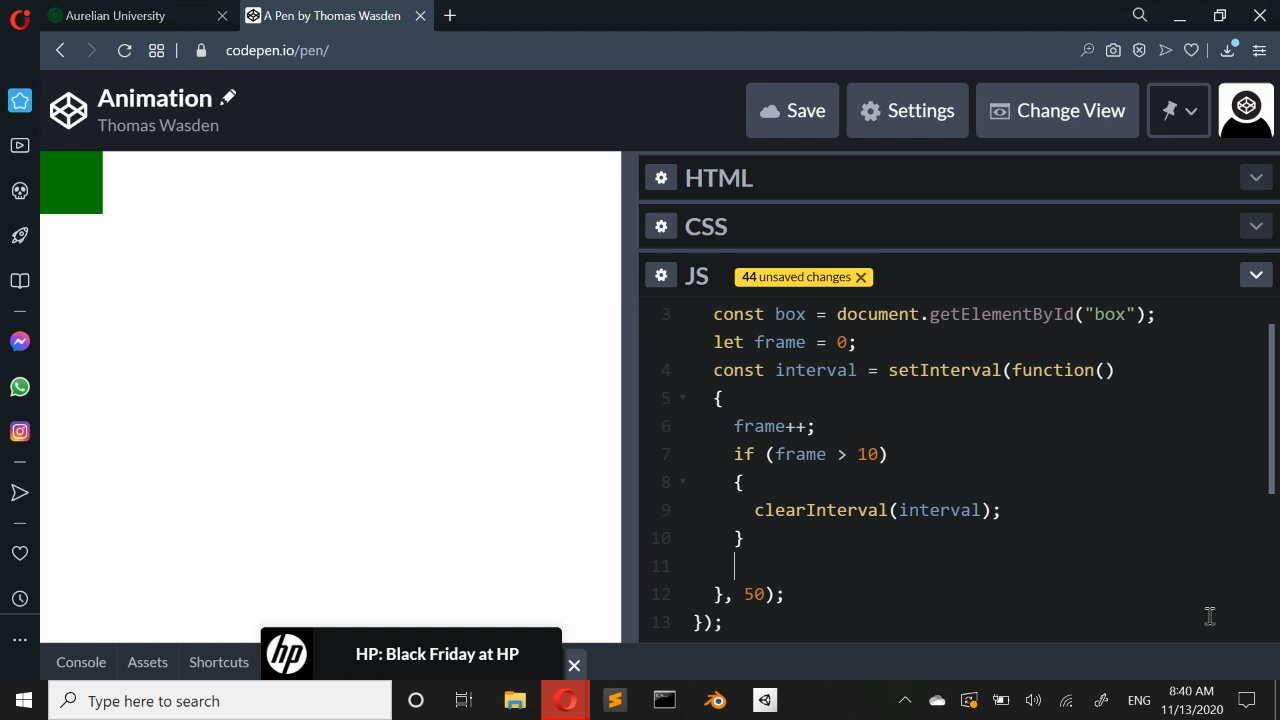 Aurelian University
A Pen by Thomas Wasden
codepen.io/pen/
Animation
Thomas Wasden
Save
Settings
Change View
HTML
CSS
JS
44 unsaved changes
3 const box = document.getElementById("box");
let frame = 0;
4 const interval = setInterval(function()
5 {
6 frame++;
7 if (frame > 10)
8 {
9 clearInterval(interval);
10 }
11
12 }, 50);
13 });
Console
Assets
Shortcuts
hp
HP: Black Friday at HP
Type here to search
ENG
8:40 AM
11/13/2020